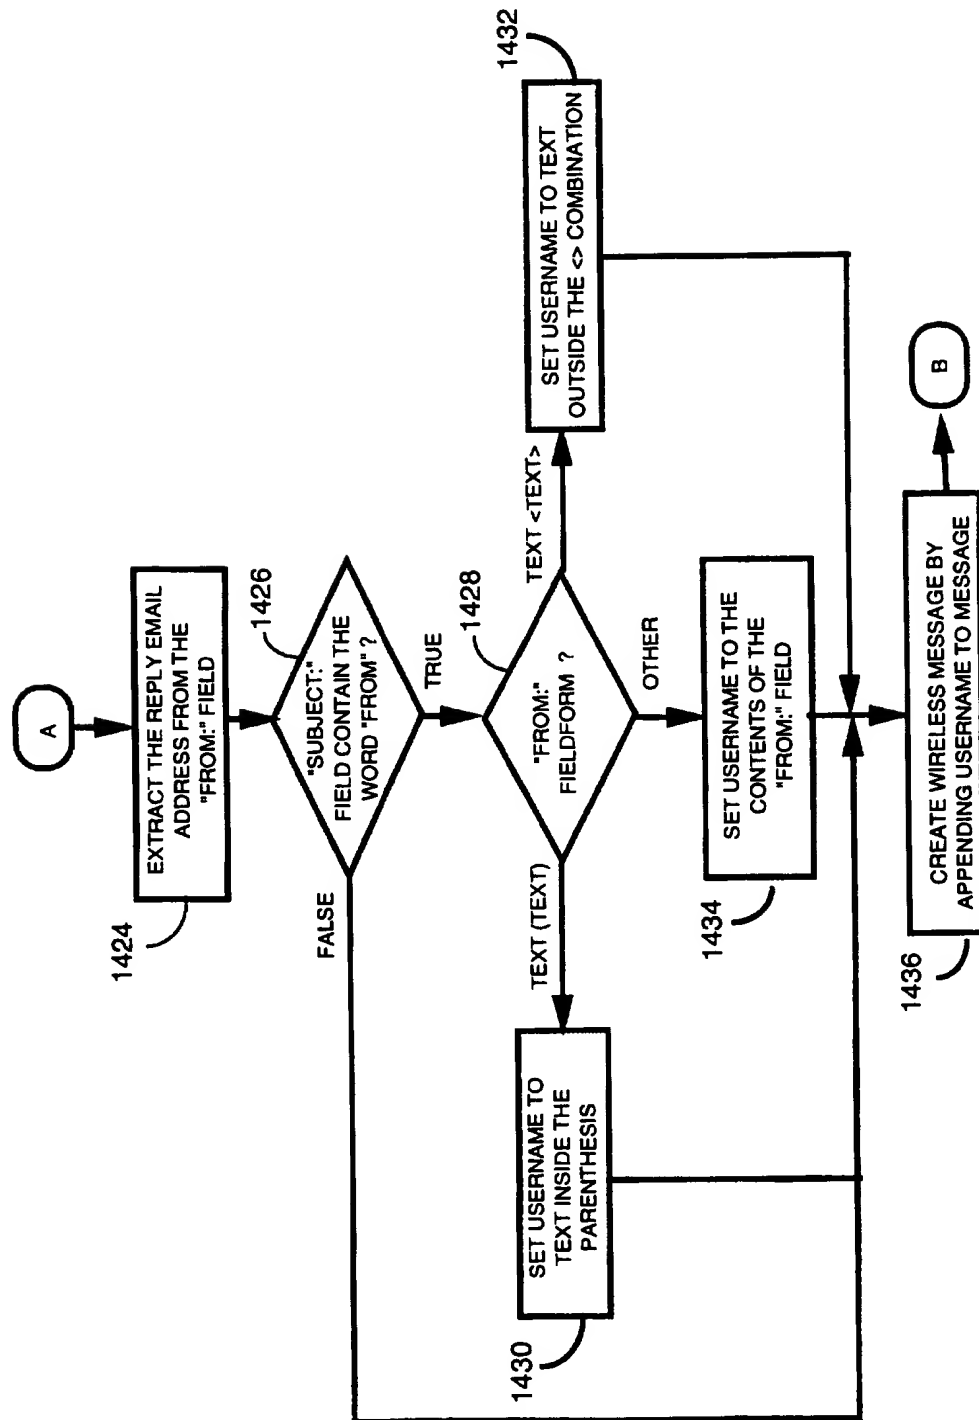 A
EXTRACT THE REPLY EMAIL
ADDRESS FROM THE
"FROM:" FIELD
1424
"SUBJECT:"
FIELD CONTAIN THE
WORD "FROM" ?
1426
FALSE
TRUE
"FROM:"
FIELDFORM ?
1428
TEXT (TEXT)
TEXT <TEXT>
OTHER
SET USERNAME TO
TEXT INSIDE THE
PARENTHESIS
1430
SET USERNAME TO THE
CONTENTS OF THE
"FROM:" FIELD
1434
SET USERNAME TO TEXT
OUTSIDE THE <> COMBINATION
1432
CREATE WIRELESS MESSAGE BY
APPENDING USERNAME TO MESSAGE
1436
B